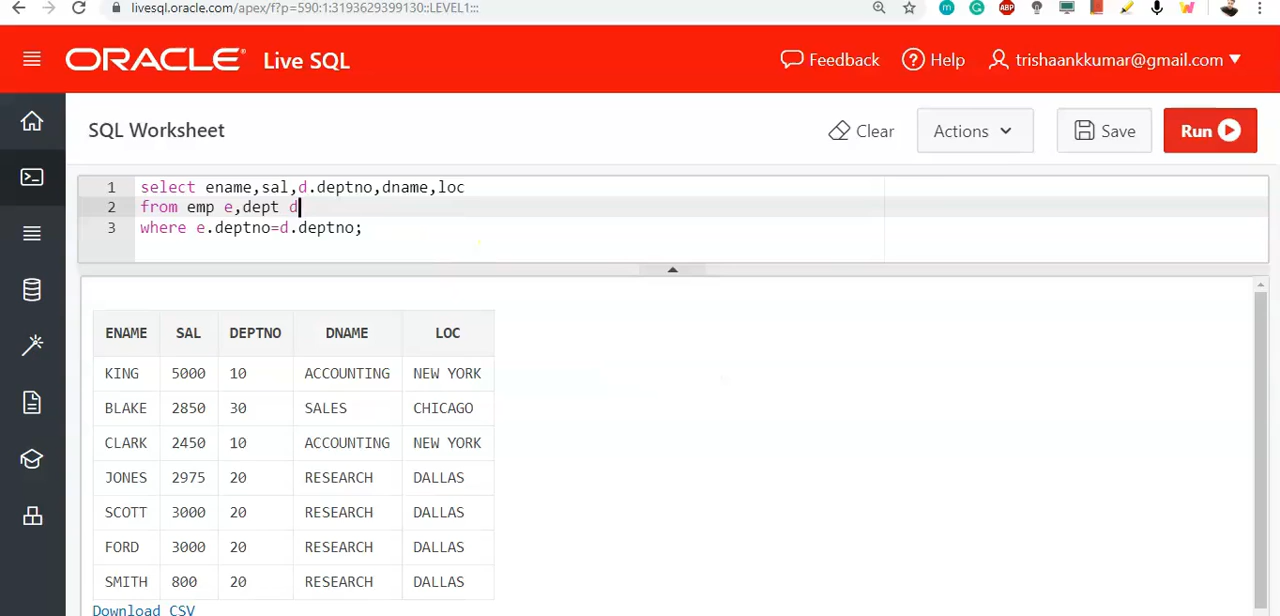 livesql.oracle.com/apex/f?p=590:1:3193629399130::LEVEL1:::
ORACLE® Live SQL Feedback Help trishaankkumar@gmail.com
SQL Worksheet Clear Actions Save Run
1 select ename,sal,d.deptno,dname,loc
2 from emp e,dept d
3 where e.deptno=d.deptno;
ENAME SAL DEPTNO DNAME LOC
KING 5000 10 ACCOUNTING NEW YORK
BLAKE 2850 30 SALES CHICAGO
CLARK 2450 10 ACCOUNTING NEW YORK
JONES 2975 20 RESEARCH DALLAS
SCOTT 3000 20 RESEARCH DALLAS
FORD 3000 20 RESEARCH DALLAS
SMITH 800 20 RESEARCH DALLAS
Download CSV